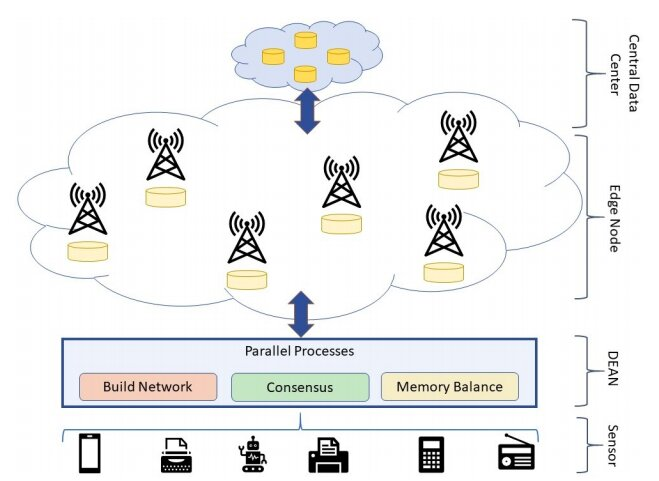 Central Data
Center
Edge Node
Parallel Processes
Build Network
Consensus
Memory Balance
DEAN
Sensor